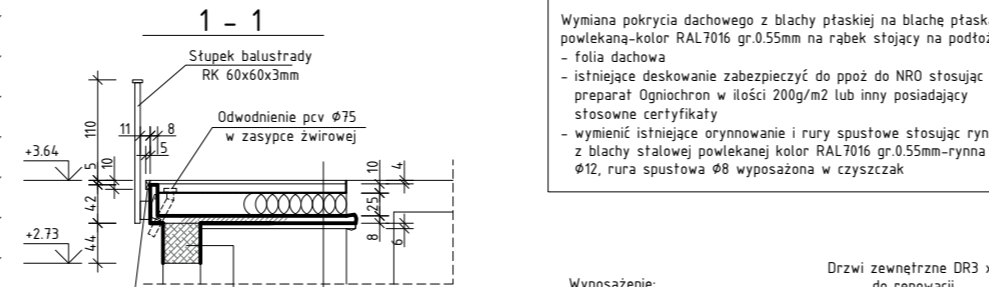 1 - 1
Słupek balustrady
RK 60x60x3mm
Odwodnienie pcv Ø75
w zasypce żwirowej
110
11
8
5
+3.64
5
10
42
+2.73
44
10
4
25
8
6
Wymiana pokrycia dachowego z blachy płaskiej na blachę płask
powlekaną-kolor RAL7016 gr.0.55mm na rąbek stojący na podłoż
- folia dachowa
- istniejące deskowanie zabezpieczyć do ppoż do NRO stosując
preparat Ogniochron w ilości 200g/m2 lub inny posiadający
stosowne certyfikaty
- wymienić istniejące orynnowanie i rury spustowe stosując ryn
z blachy stalowej powlekanej kolor RAL7016 gr.0.55mm-rynna
Ø12, rura spustowa Ø8 wyposażona w czyszczak
Wyposażenie:
Drzwi zewnętrzne DR3 x
do renowacji